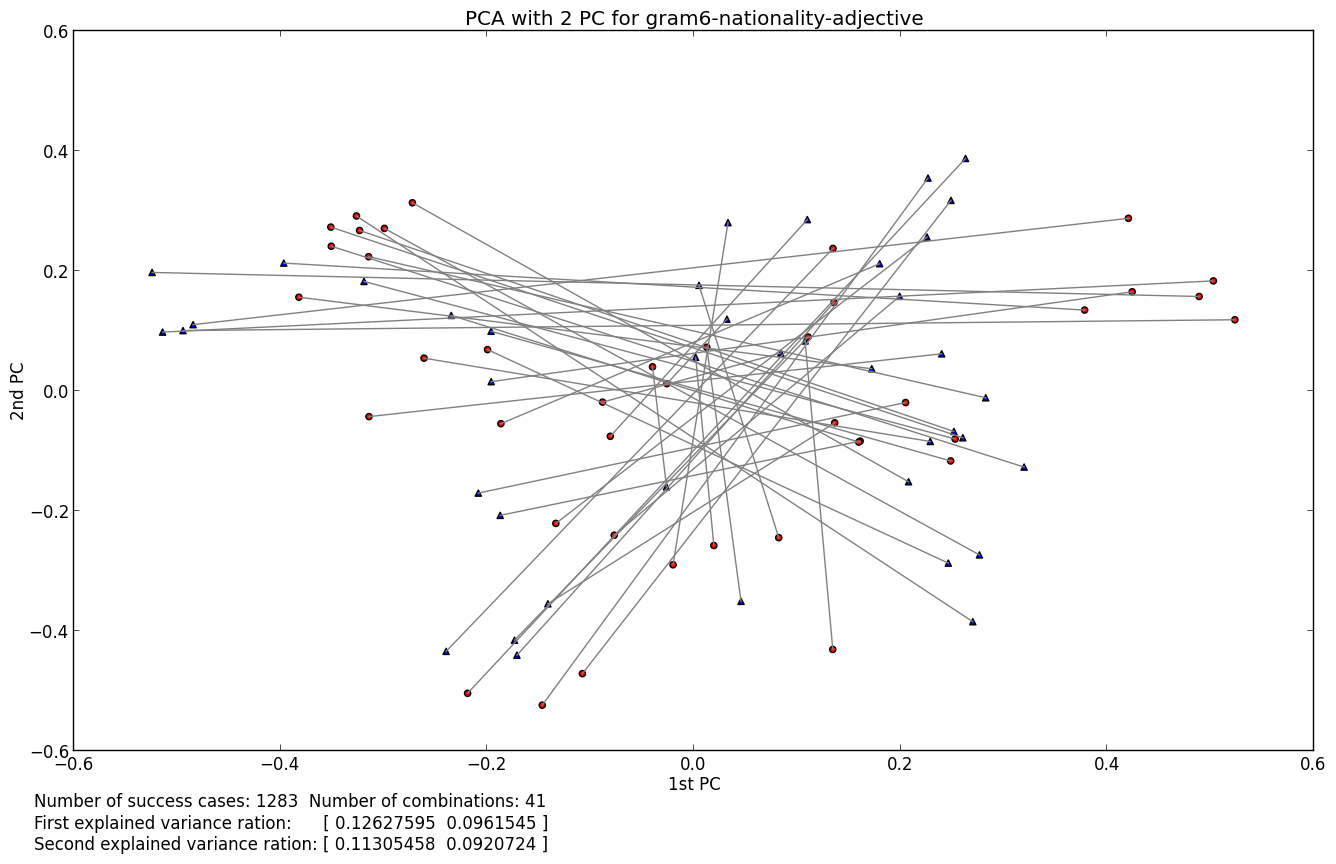 PCA with 2 PC for gram6-nationality-adjective
0.6
0.4
0.2
0.0
−0.2
−0.4
−0.6
2nd PC
−0.6 −0.4 −0.2 0.0 0.2 0.4 0.6
1st PC
Number of success cases: 1283 Number of combinations: 41
First explained variance ration: [ 0.12627595 0.0961545 ]
Second explained variance ration: [ 0.11305458 0.0920724 ]